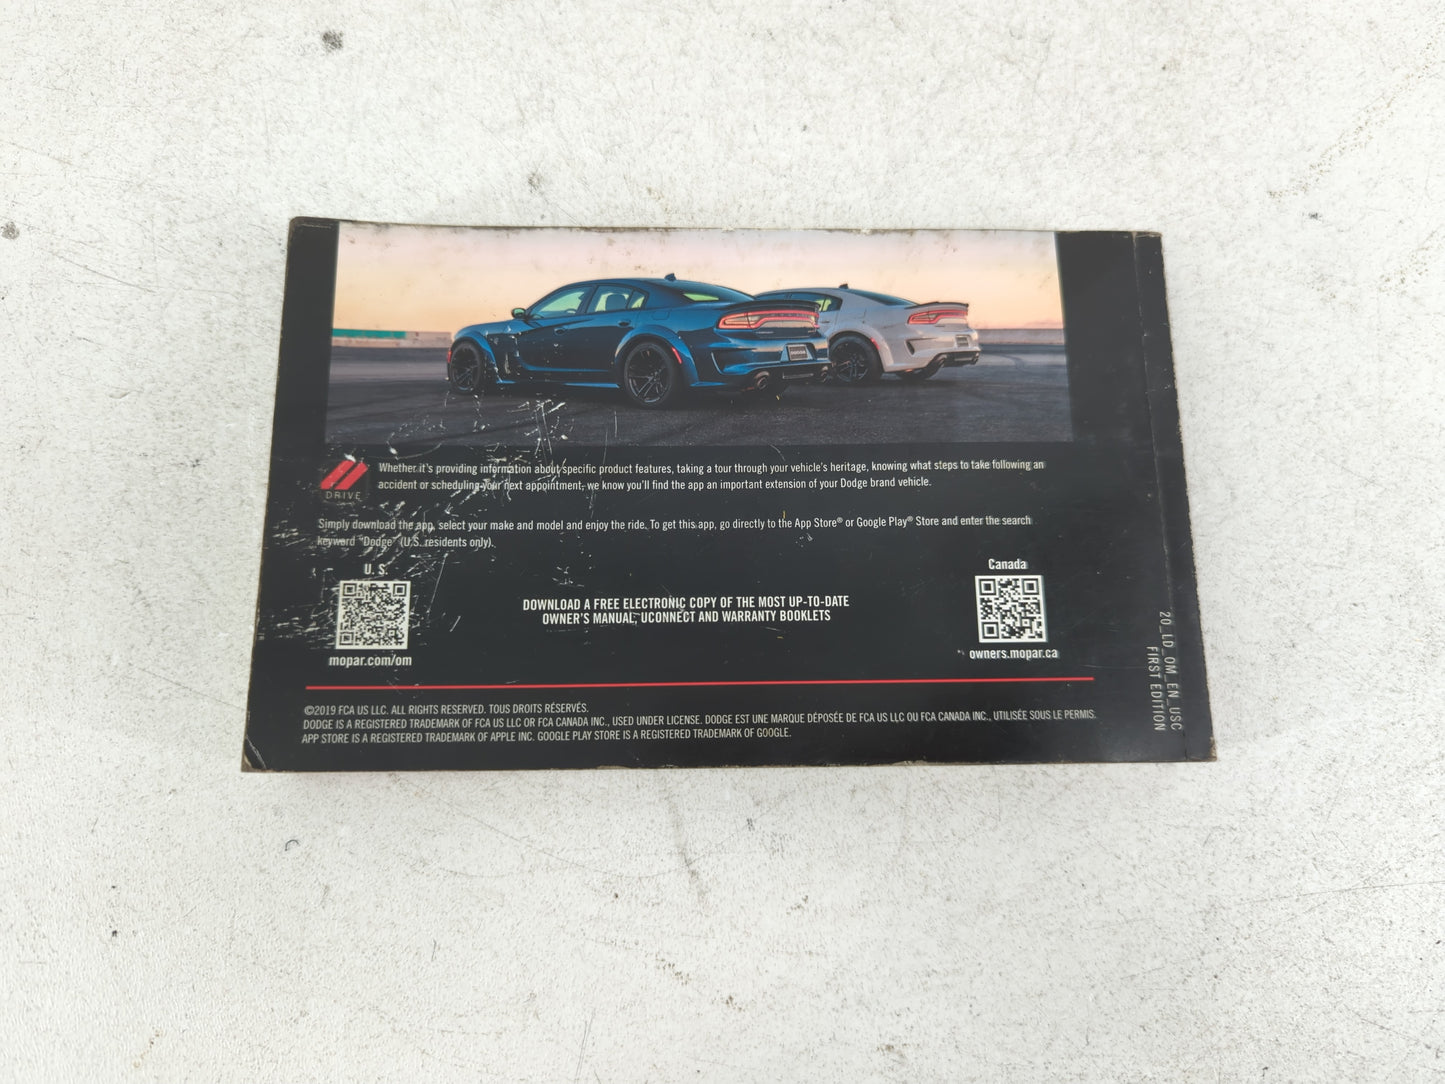 Whether it's providing information about specific product features, taking a tour through your vehicle's heritage, knowing what steps to take following an
accident or scheduling your next appointment, we know you'll find the app an important extension of your Dodge brand vehicle.
DRIVE
Simply download the app, select your make and model and enjoy the ride. To get this app, go directly to the App Store® or Google Play® Store and enter the search
keyword "Dodge" (U.S. residents only).
U. S.
mopar.com/om
DOWNLOAD A FREE ELECTRONIC COPY OF THE MOST UP-TO-DATE
OWNER'S MANUAL, UCONNECT AND WARRANTY BOOKLETS
Canada
owners.mopar.ca
©2019 FCA US LLC. ALL RIGHTS RESERVED. TOUS DROITS RÉSERVÉS.
DODGE IS A REGISTERED TRADEMARK OF FCA US LLC OR FCA CANADA INC., USED UNDER LICENSE. DODGE EST UNE MARQUE DÉPOSÉE DE FCA US LLC OU FCA CANADA INC., UTILISÉE SOUS LE PERMIS.
APP STORE IS A REGISTERED TRADEMARK OF APPLE INC. GOOGLE PLAY STORE IS A REGISTERED TRADEMARK OF GOOGLE.
20_LD_OM_EN_USC
FIRST EDITION